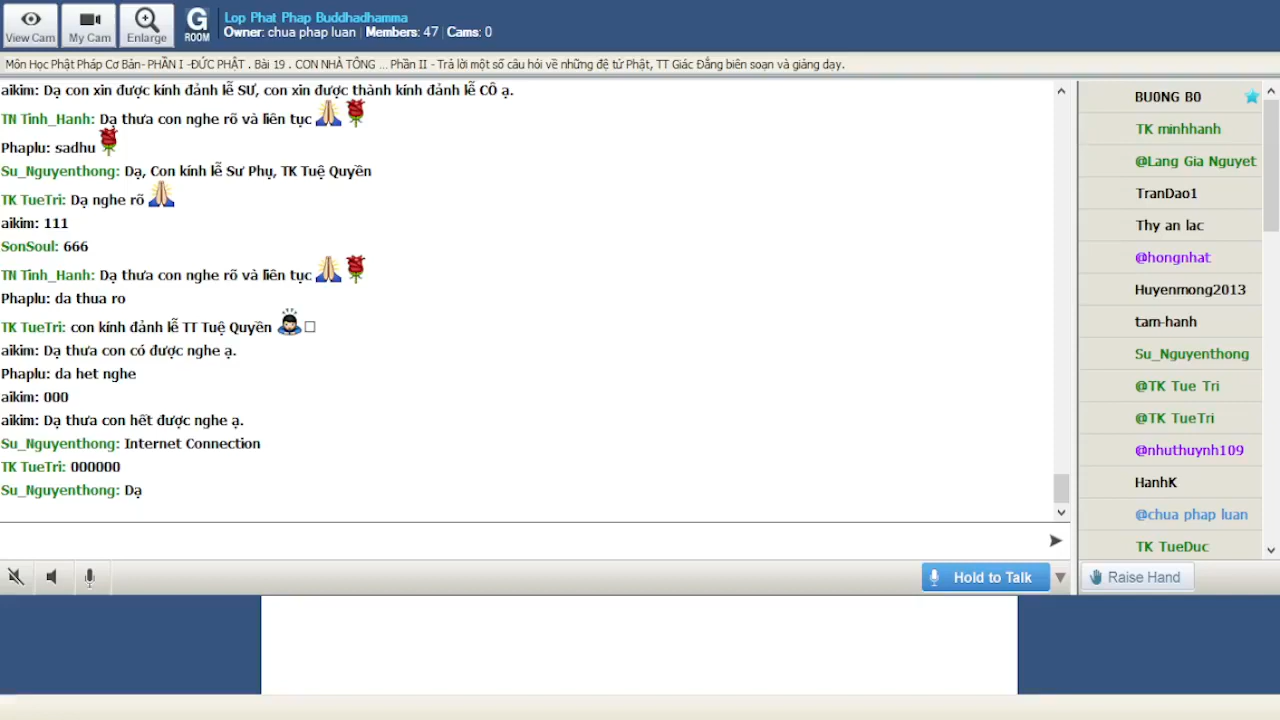 View Cam
My Cam
Enlarge
G
ROOM
Lop Phat Phap Buddhadhamma
Owner: chua phap luan | Members: 47 | Cams: 0
Môn Học Phật Pháp Cơ Bản- PHẦN I -ĐỨC PHẬT . Bài 19 . CON NHÀ TÔNG ... Phần II - Trả lời một số câu hỏi về những đệ tử Phật, TT Giác Đẳng biên soạn và giảng dạy.
aikim: Dạ con xin được kính đảnh lễ SƯ, con xin được thành kính đảnh lễ CÔ ạ.
TN Tinh_Hanh: Dạ thưa con nghe rõ và liên tục
Phaplu: sadhu
Su_Nguyenthong: Dạ, Con kính lễ Sư Phụ, TK Tuệ Quyền
TK TueTri: Dạ nghe rõ
aikim: 111
SonSoul: 666
TN Tinh_Hanh: Dạ thưa con nghe rõ và liên tục
Phaplu: da thua ro
TK TueTri: con kính đảnh lễ TT Tuệ Quyền
aikim: Dạ thưa con có được nghe ạ.
Phaplu: da het nghe
aikim: 000
aikim: Dạ thưa con hết được nghe ạ.
Su_Nguyenthong: Internet Connection
TK TueTri: 000000
Su_Nguyenthong: Dạ
Hold to Talk
BU0NG B0
TK minhhanh
@Lang Gia Nguyet
TranDao1
Thy an lac
@hongnhat
Huyenmong2013
tam-hanh
Su_Nguyenthong
@TK Tue Tri
@TK TueTri
@nhuthuynh109
HanhK
@chua phap luan
TK TueDuc
Raise Hand